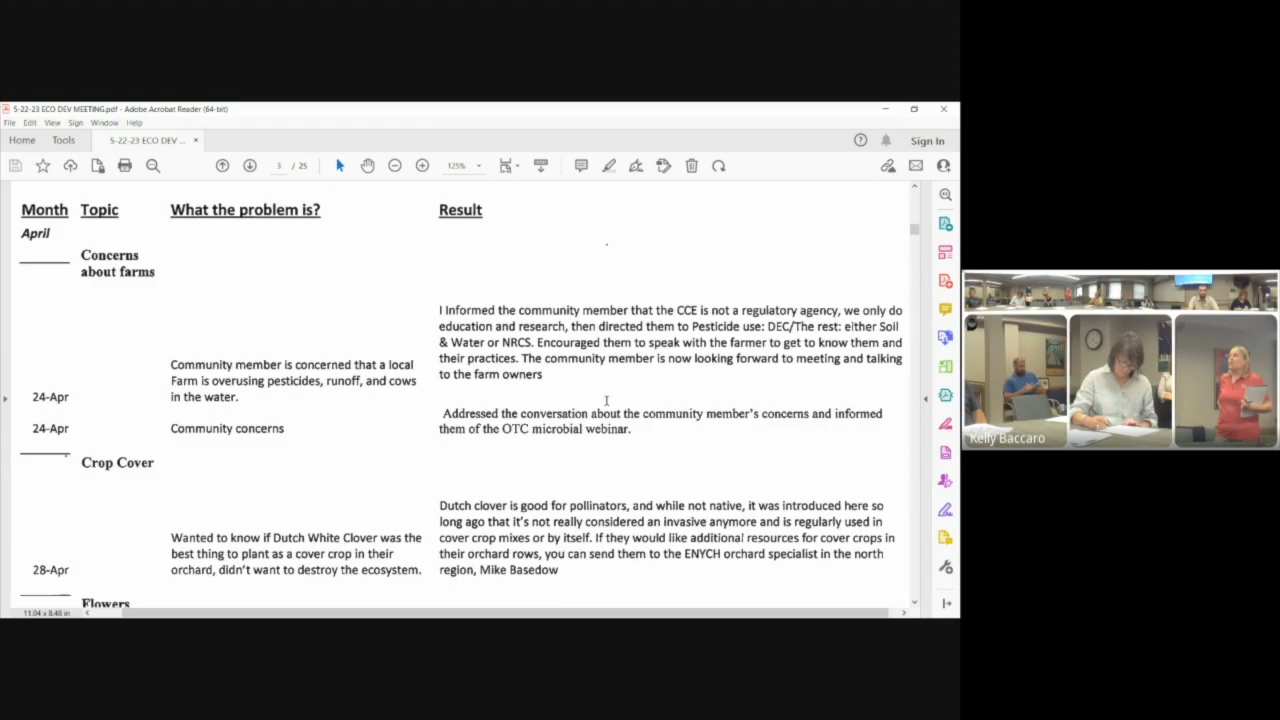 5-22-23 ECO DEV MEETING.pdf - Adobe Acrobat Reader (64-bit)
File Edit View Sign Window Help
Home Tools 5-22-23 ECO DEV ... × Sign In
3 / 25 125%
Month Topic What the problem is? Result
April
Concerns
about farms
I Informed the community member that the CCE is not a regulatory agency, we only do
education and research, then directed them to Pesticide use: DEC/The rest: either Soil
& Water or NRCS. Encouraged them to speak with the farmer to get to know them and
their practices. The community member is now looking forward to meeting and talking
to the farm owners
Community member is concerned that a local
Farm is overusing pesticides, runoff, and cows
24-Apr in the water.
Addressed the conversation about the community member's concerns and informed
them of the OTC microbial webinar.
24-Apr Community concerns
Crop Cover
Dutch clover is good for pollinators, and while not native, it was introduced here so
long ago that it's not really considered an invasive anymore and is regularly used in
cover crop mixes or by itself. If they would like additional resources for cover crops in
their orchard rows, you can send them to the ENYCH orchard specialist in the north
region, Mike Basedow
Wanted to know if Dutch White Clover was the
best thing to plant as a cover crop in their
28-Apr orchard, didn't want to destroy the ecosystem.
Flowers
11.04 x 8.48 in
Kelly Baccaro